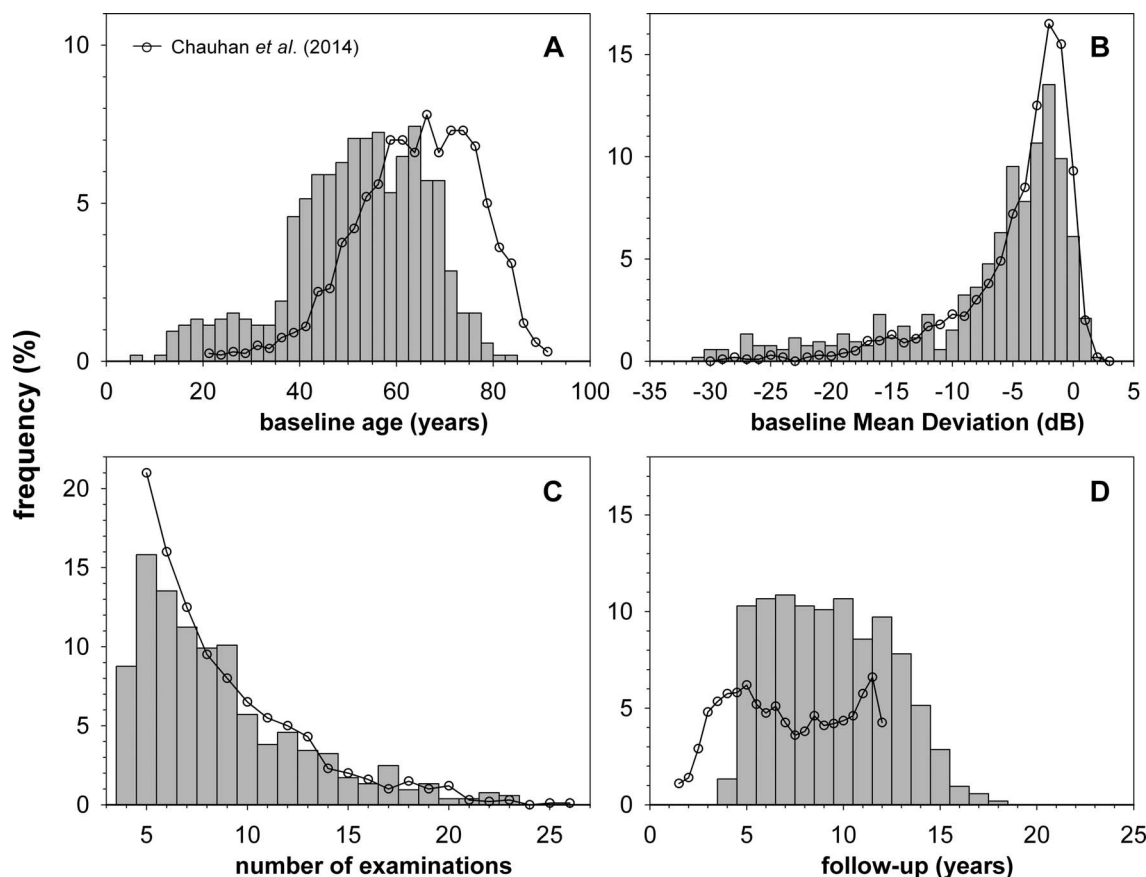 Chauhan et al. (2014)
A
10
5
0
0 20 40 60 80 100
baseline age (years)
B
15
10
5
0
-35 -30 -25 -20 -15 -10 -5 0 5
baseline Mean Deviation (dB)
frequency (%)
C
20
15
10
5
0
5 10 15 20 25
number of examinations
D
15
10
5
0
0 5 10 15 20 25
follow-up (years)